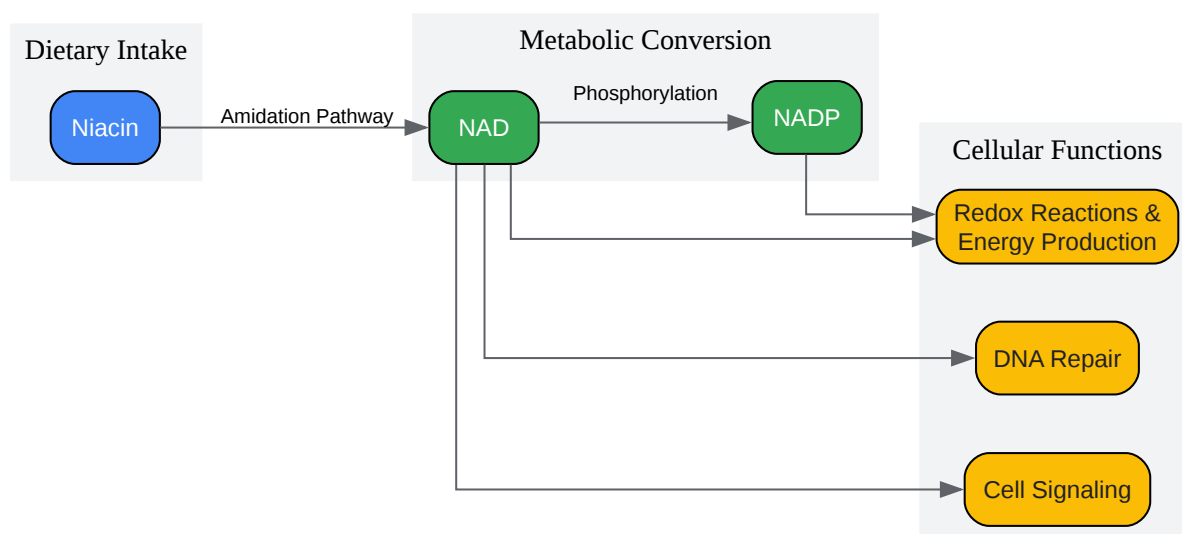 Dietary Intake
Niacin
Amidation Pathway
Metabolic Conversion
NAD
Phosphorylation
NADP
Cellular Functions
Redox Reactions &
Energy Production
DNA Repair
Cell Signaling